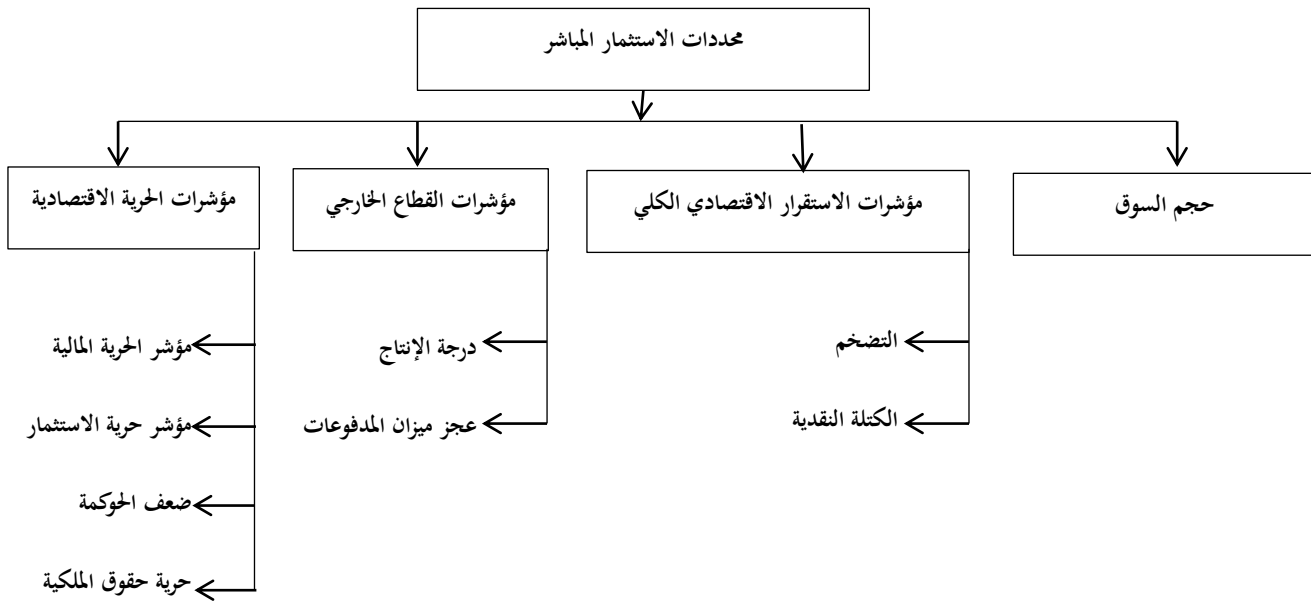 محددات الاستثمار المباشر
حجم السوق
مؤشرات الاستقرار الاقتصادي الكلي
مؤشرات القطاع الخارجي
مؤشرات الحرية الاقتصادية
التضخم
الكتلة النقدية
درجة الإنتاج
عجز ميزان المدفوعات
مؤشر الحرية المالية
مؤشر حرية الاستثمار
ضعف الحوكمة
حرية حقوق الملكية